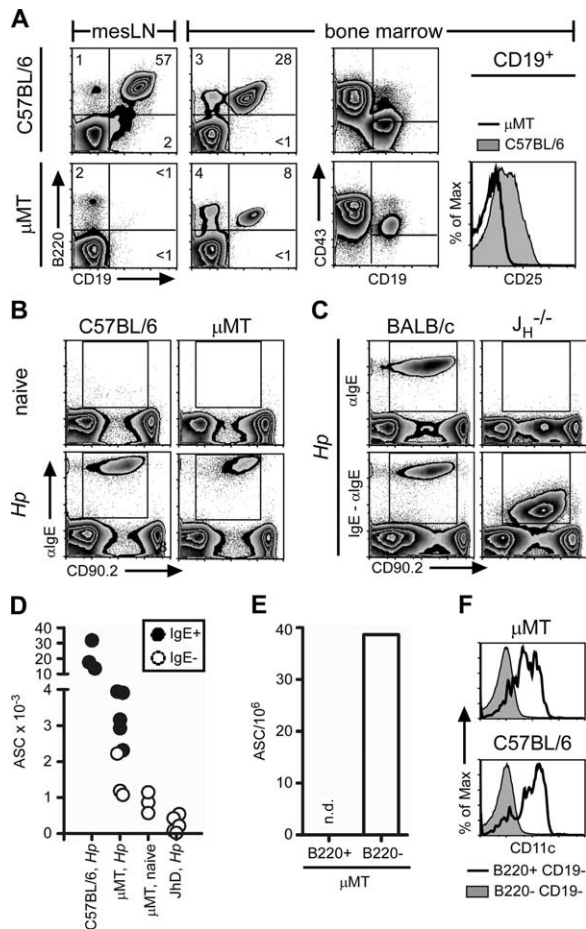 A
mesLN
bone marrow
C57BL/6
1
57
2
3
28
<1
CD19+
μMT
C57BL/6
μMT
2
<1
<1
4
8
<1
B220
CD19
CD43
CD19
% of Max
CD25
B
C57BL/6
μMT
naive
Hp
αIgE
CD90.2
C
BALB/c
JH-/-
Hp
αIgE
IgE - αIgE
CD90.2
D
IgE+
IgE-
ASC x 10-3
40
30
20
10
4
3
2
1
0
C57BL/6, Hp
μMT, Hp
μMT, naive
JhD, Hp
E
ASC/106
40
30
20
10
0
n.d.
B220+
B220-
μMT
F
μMT
C57BL/6
% of Max
CD11c
B220+ CD19-
B220- CD19-